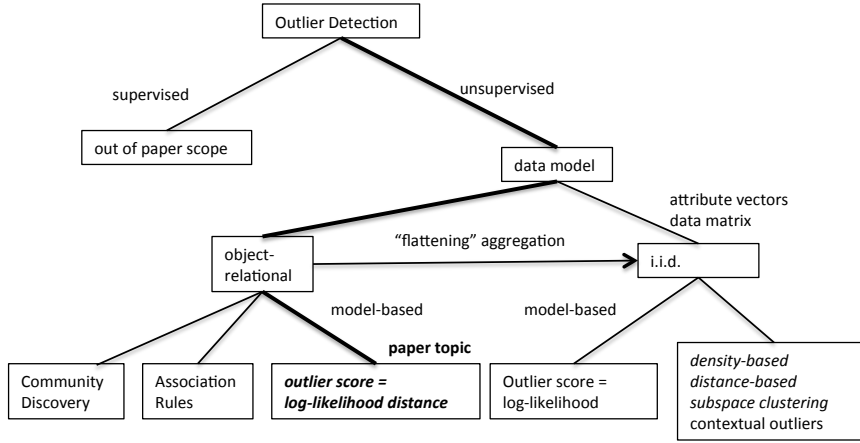 Outlier Detection
supervised
unsupervised
out of paper scope
data model
attribute vectors
data matrix
“flattening” aggregation
object-
relational
i.i.d.
model-based
model-based
paper topic
Community
Discovery
Association
Rules
outlier score =
log-likelihood distance
Outlier score =
log-likelihood
density-based
distance-based
subspace clustering
contextual outliers